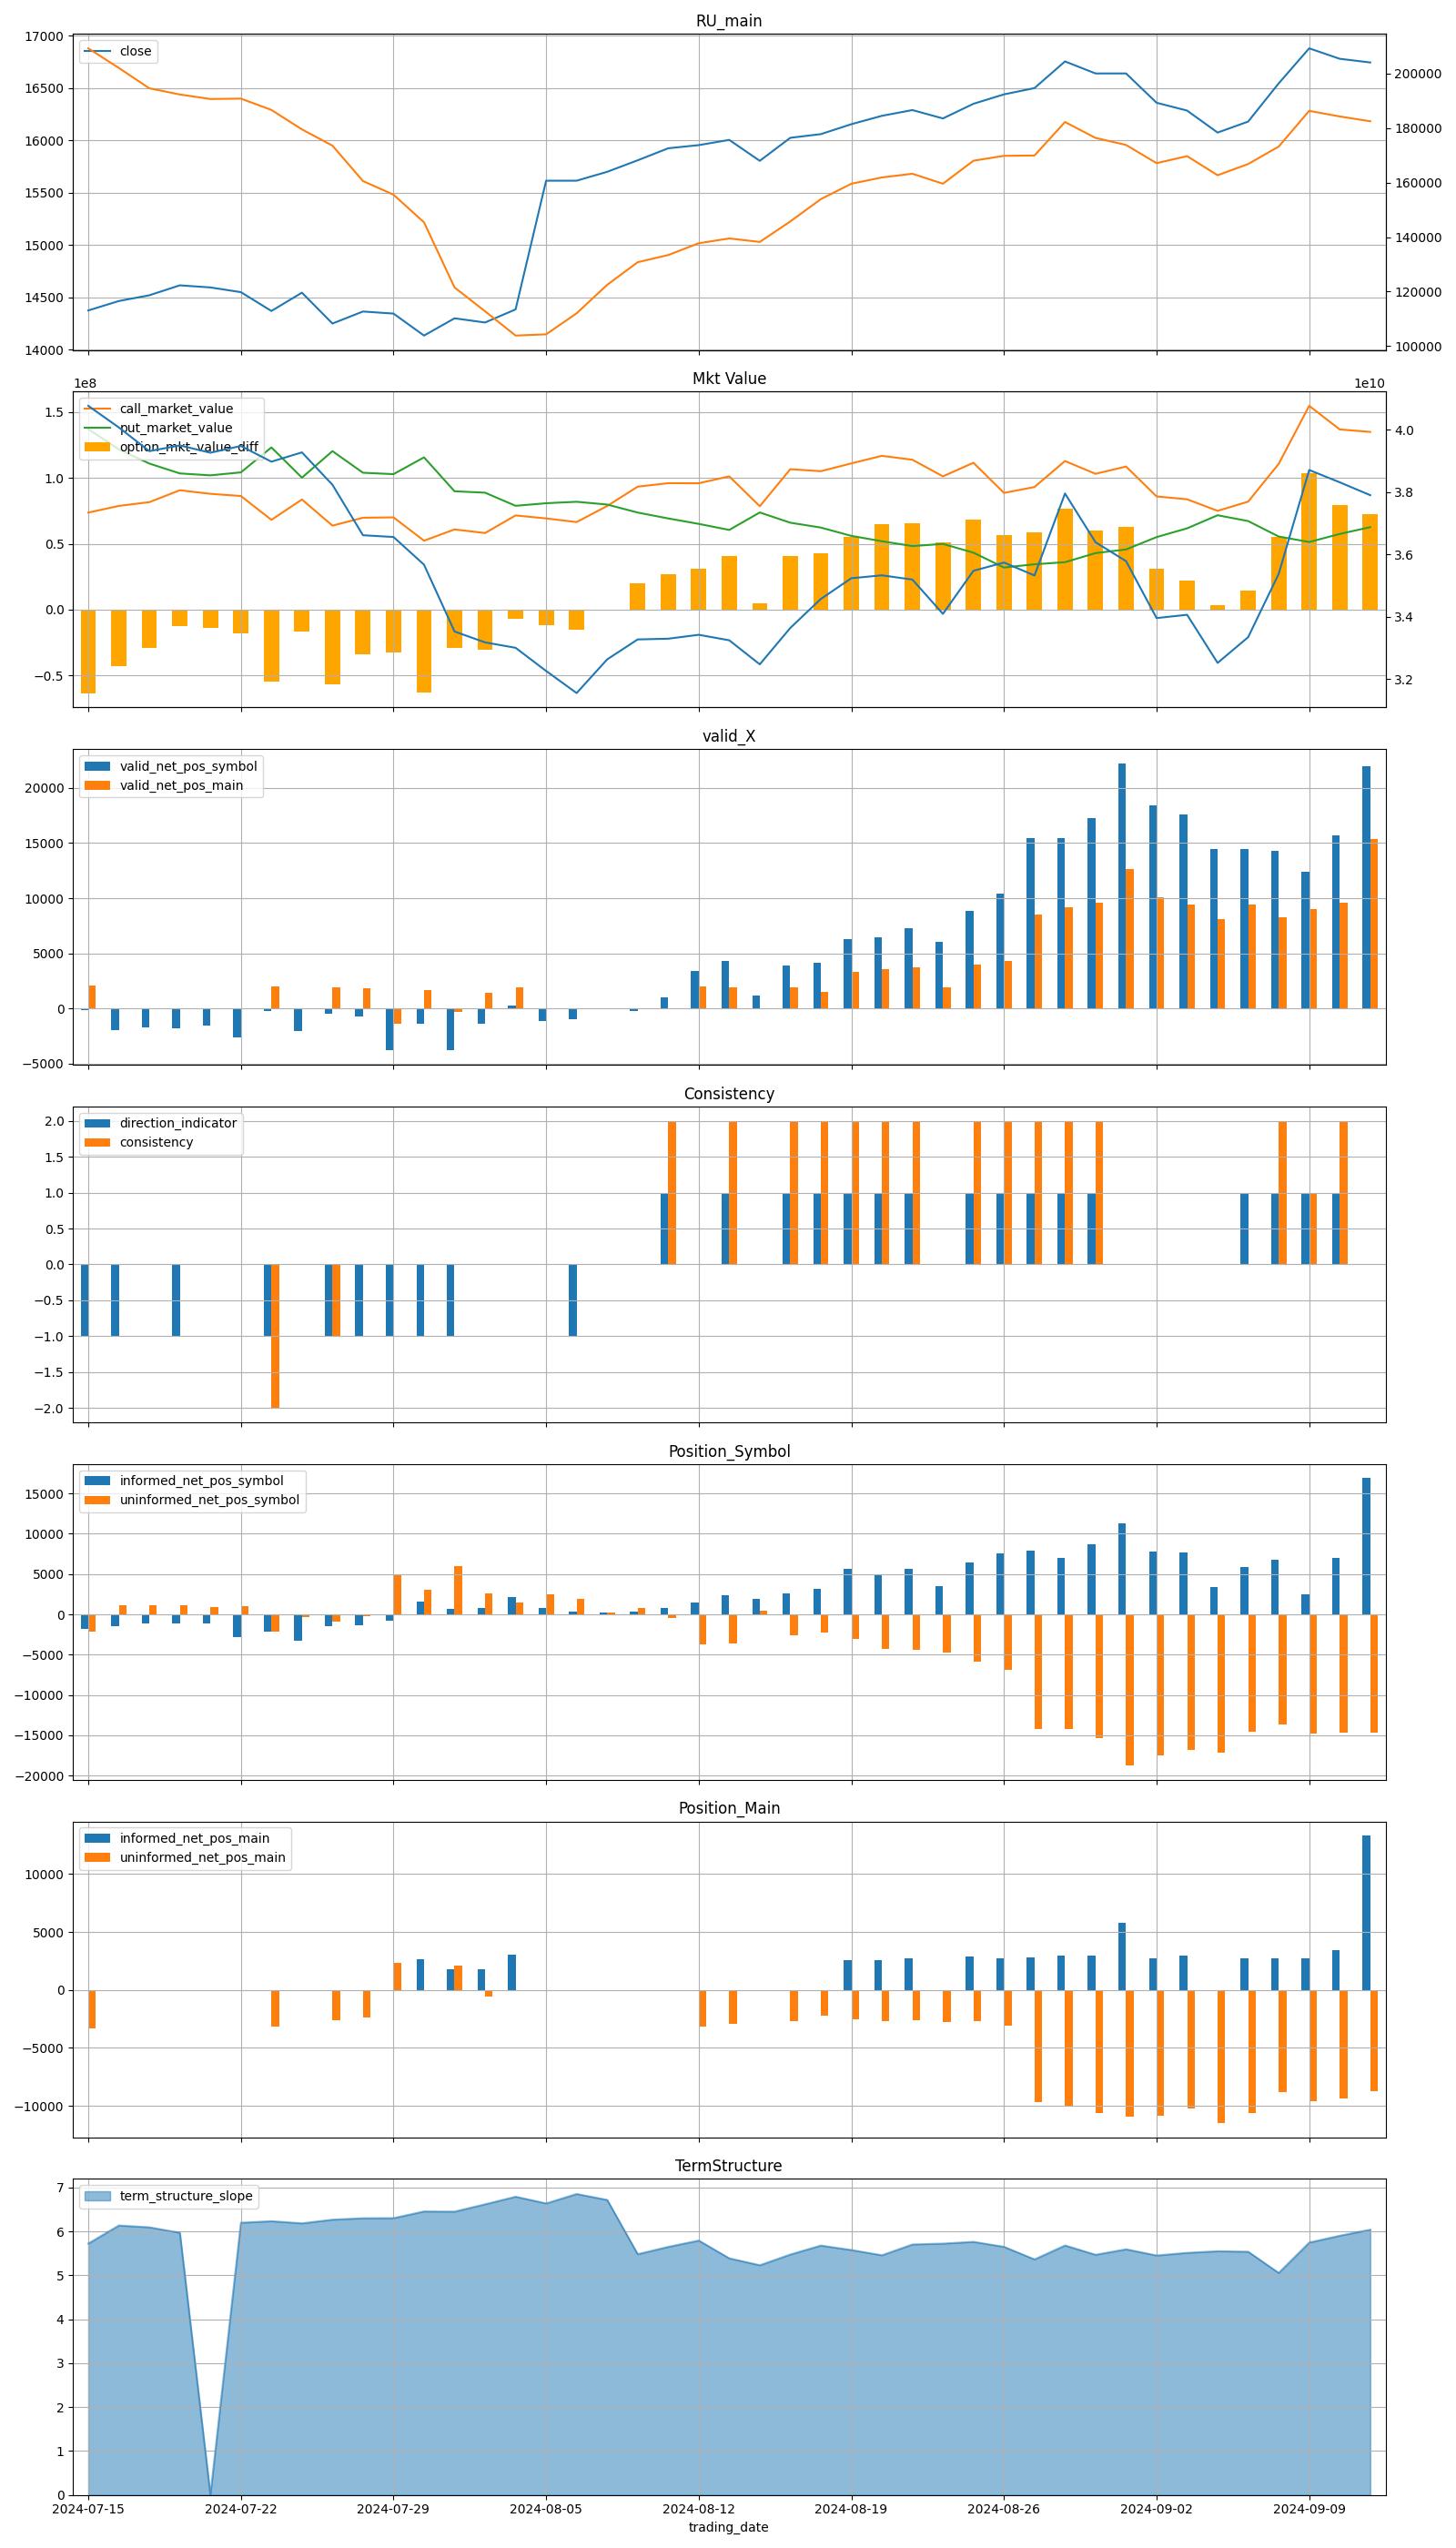 RU_main
close
17000
16500
16000
15500
15000
14500
14000
200000
180000
160000
140000
120000
100000
Mkt Value
1e8
1e10
call_market_value
put_market_value
option_mkt_value_diff
1.5
1.0
0.5
0.0
−0.5
4.0
3.8
3.6
3.4
3.2
valid_X
valid_net_pos_symbol
valid_net_pos_main
20000
15000
10000
5000
0
−5000
Consistency
direction_indicator
consistency
2.0
1.5
1.0
0.5
0.0
−0.5
−1.0
−1.5
−2.0
Position_Symbol
informed_net_pos_symbol
uninformed_net_pos_symbol
15000
10000
5000
0
−5000
−10000
−15000
−20000
Position_Main
informed_net_pos_main
uninformed_net_pos_main
10000
5000
0
−5000
−10000
TermStructure
term_structure_slope
7
6
5
4
3
2
1
0
2024-07-15 2024-07-22 2024-07-29 2024-08-05 2024-08-12 2024-08-19 2024-08-26 2024-09-02 2024-09-09
trading_date